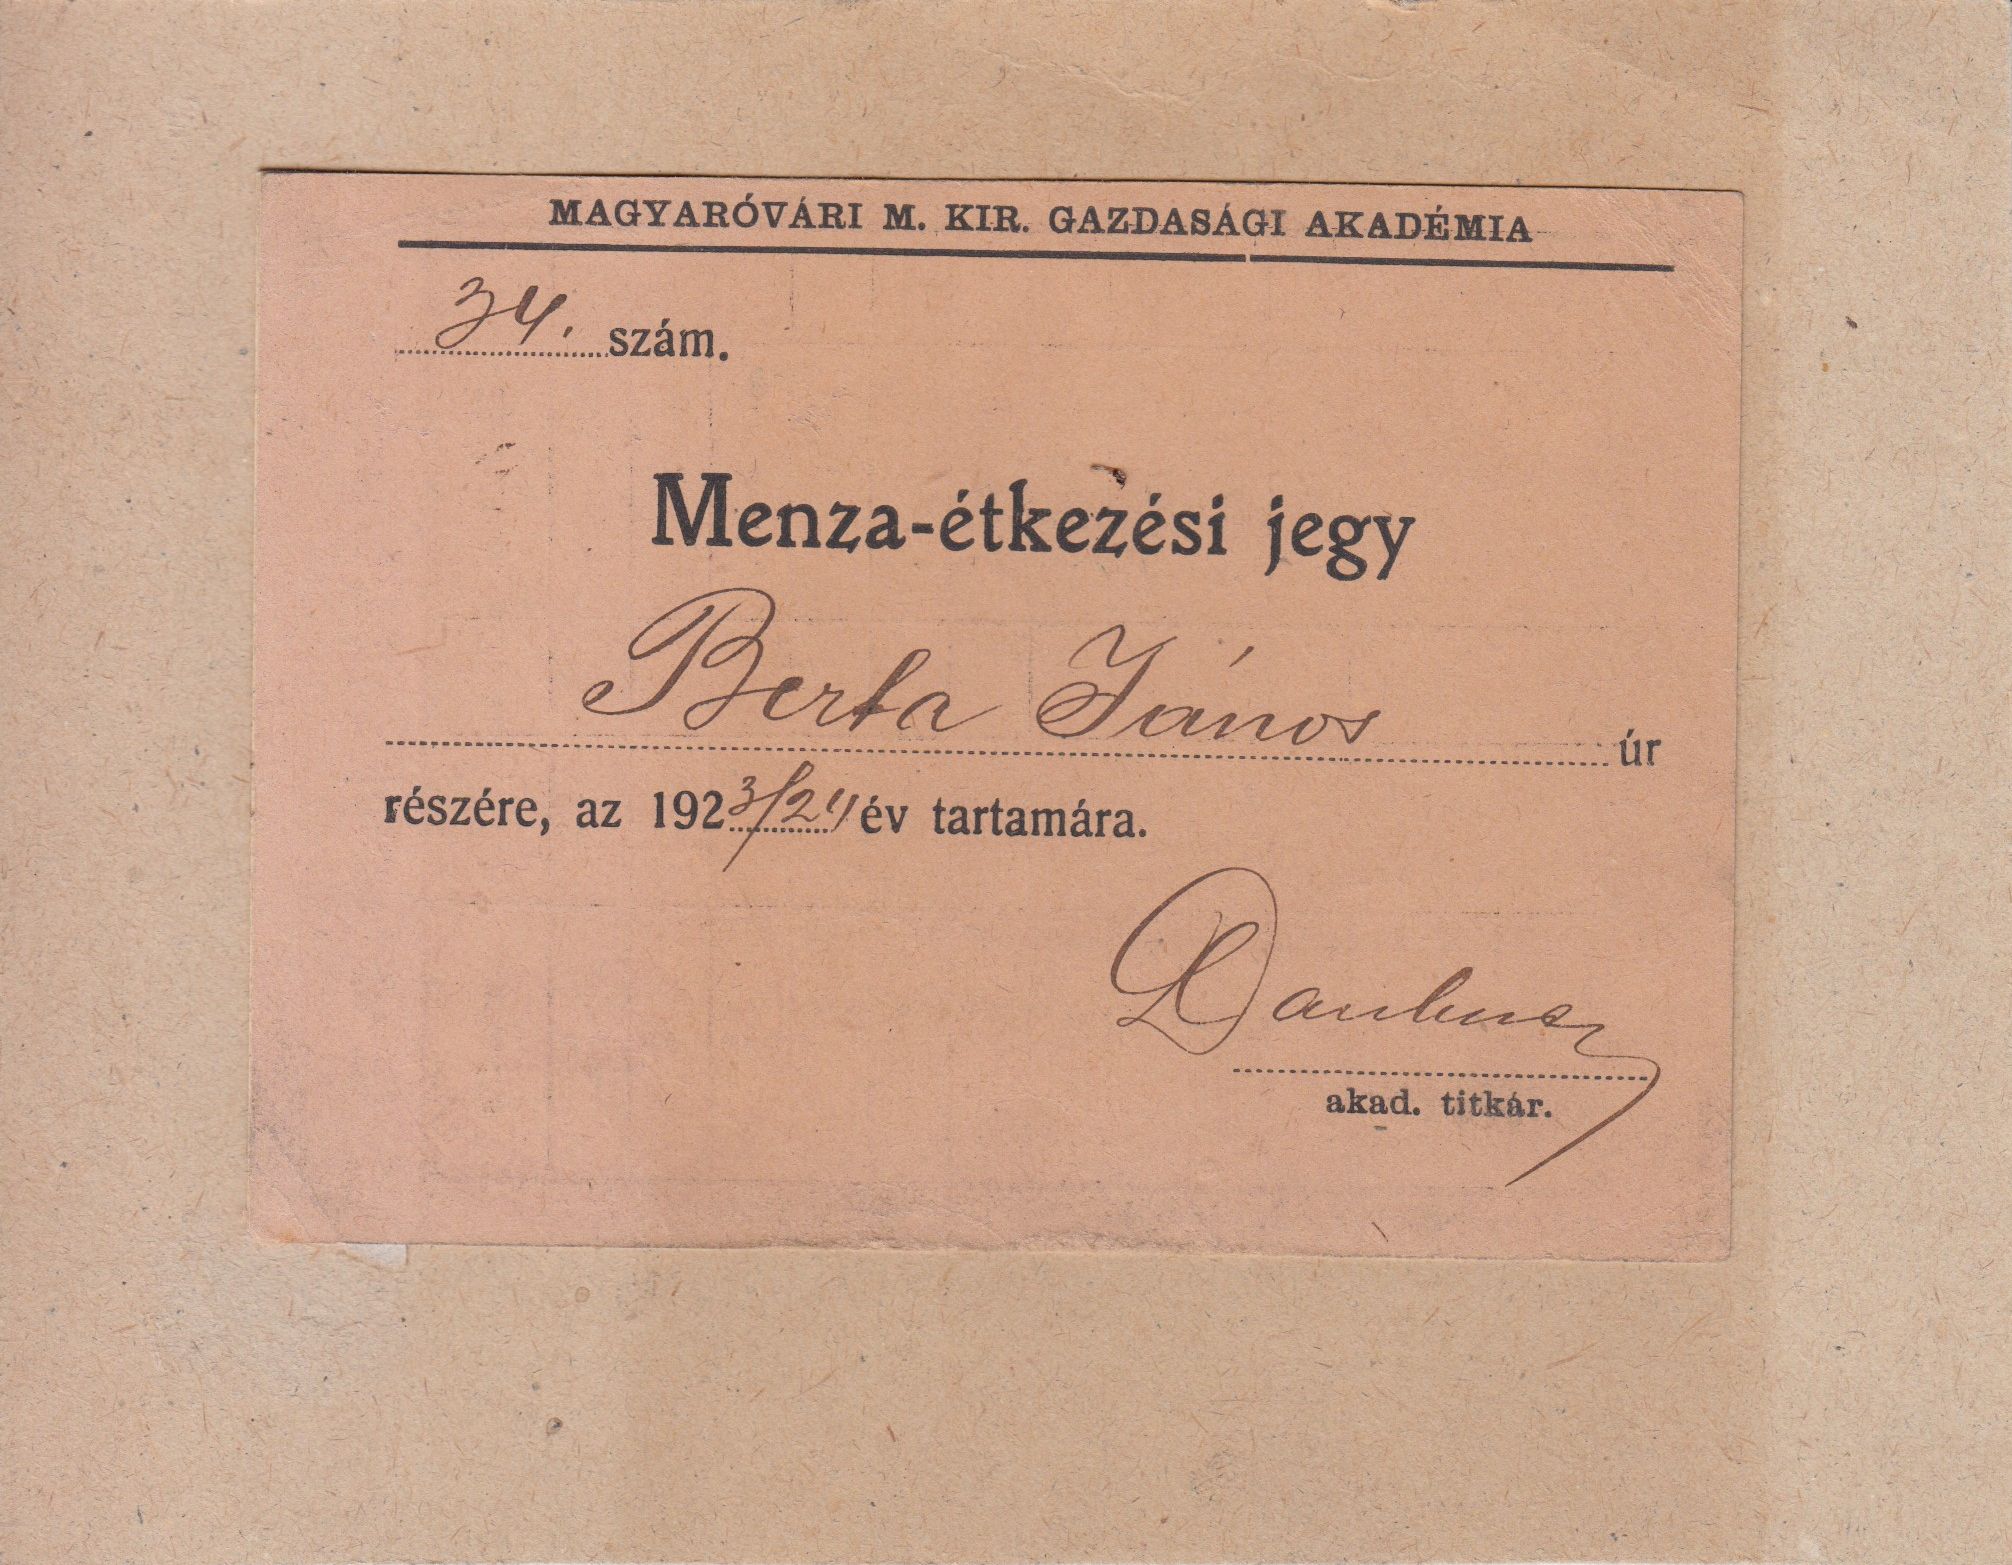 MAGYARÓVÁRI M. KIR. GAZDASÁGI AKADÉMIA
34. szám.
Menza-étkezési jegy
Berta János úr
részére, az 1923/24 év tartamára.
akad. titkár.